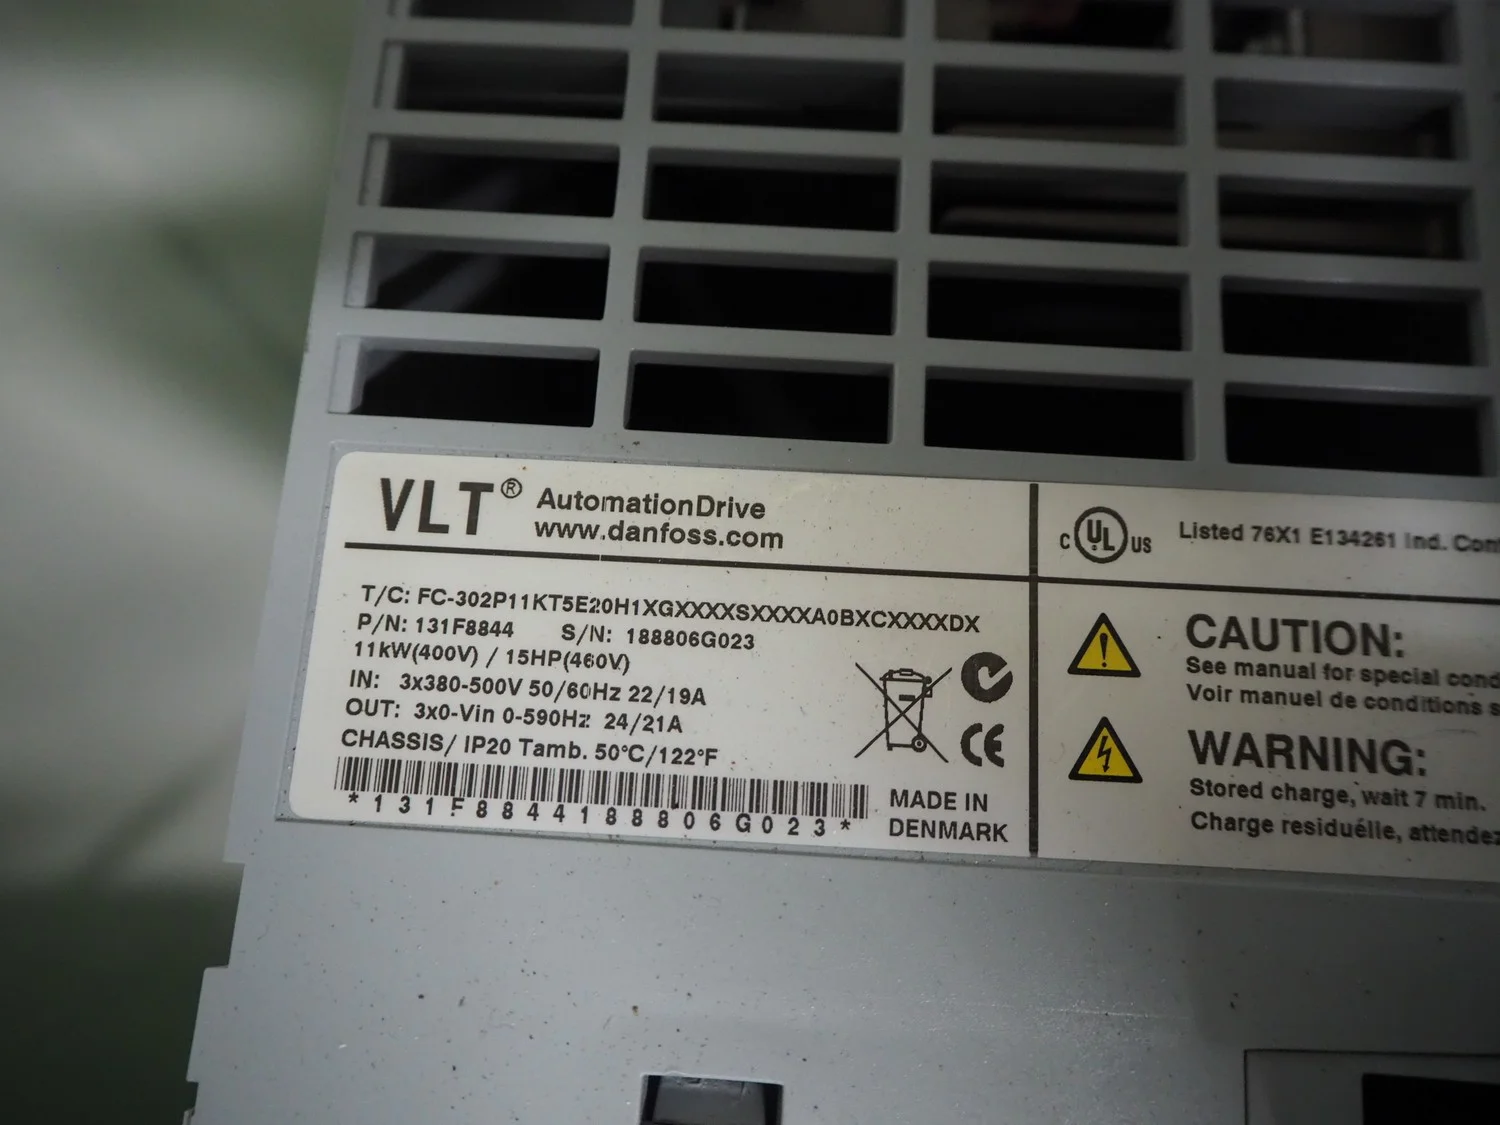 VLT® AutomationDrive
www.danfoss.com
T/C: FC-302P11KT5E20H1XGXXXXSXXXXA0BXCXXXXDX
P/N: 131F8844 S/N: 188806G023
11kW(400V) / 15HP(460V)
IN: 3x380-500V 50/60Hz 22/19A
OUT: 3x0-Vin 0-590Hz 24/21A
CHASSIS/ IP20 Tamb. 50°C/122°F
*131F8844188806G023*
MADE IN
DENMARK
CE
C UL US Listed 76X1 E134261 Ind.
CAUTION:
See manual for special
Voir manuel de conditions
WARNING:
Stored charge, wait 7 min.
Charge residuélle,